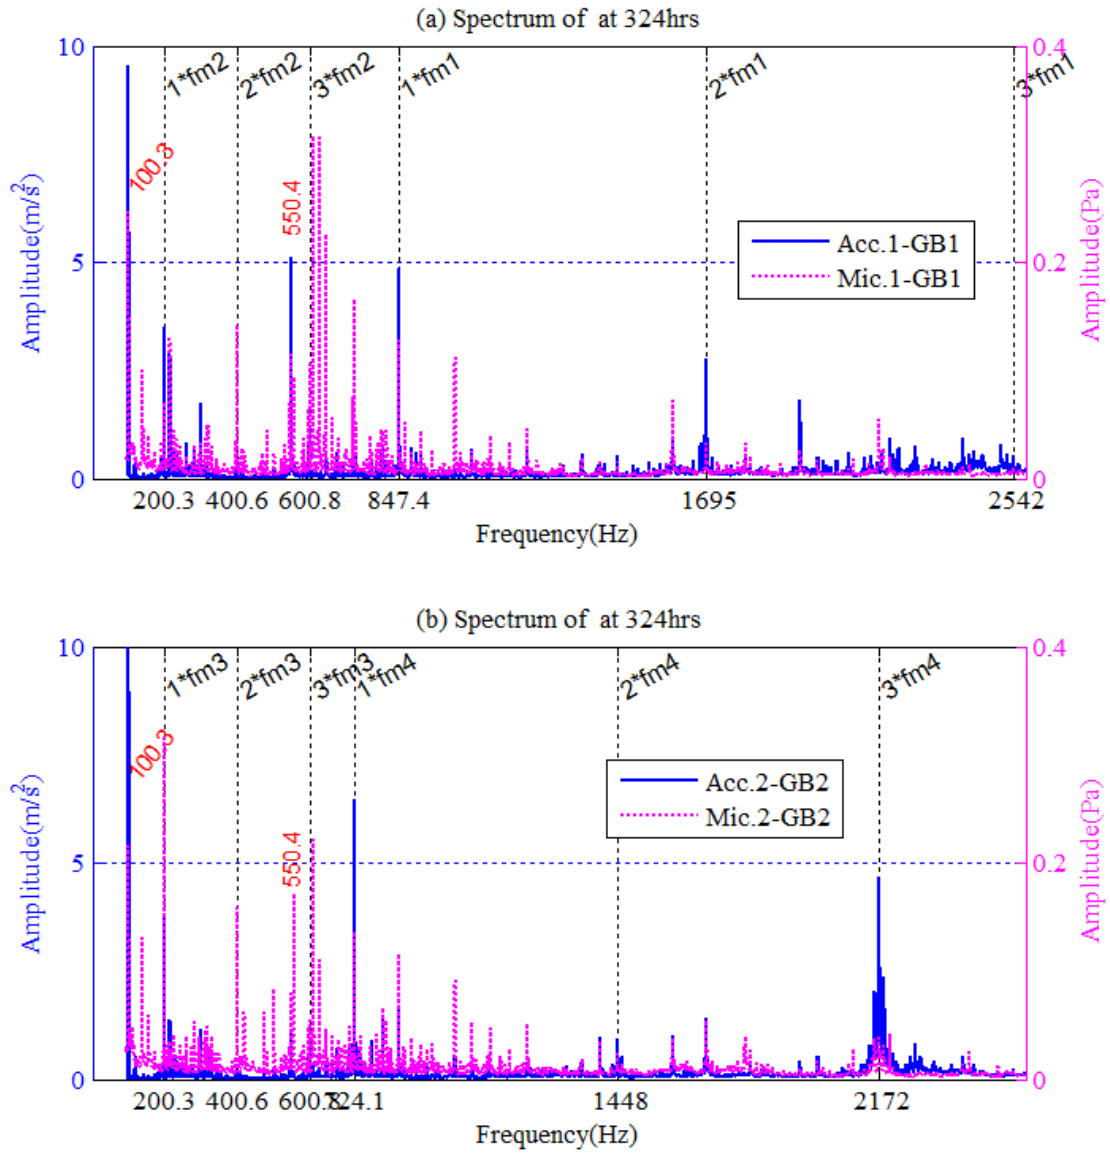 (a) Spectrum of  at 324hrs
10
0.4
1*fm2
2*fm2
3*fm2
1*fm1
2*fm1
3*fm1
100.3
550.4
Amplitude(m/s²)
Amplitude(Pa)
Acc.1-GB1
Mic.1-GB1
5
0.2
0
0
200.3 400.6 600.8 847.4 1695 2542
Frequency(Hz)
(b) Spectrum of  at 324hrs
10
0.4
1*fm3
2*fm3
3*fm3
1*fm4
2*fm4
3*fm4
100.3
550.4
Amplitude(m/s²)
Amplitude(Pa)
Acc.2-GB2
Mic.2-GB2
5
0.2
0
0
200.3 400.6 600.8 724.1 1448 2172
Frequency(Hz)